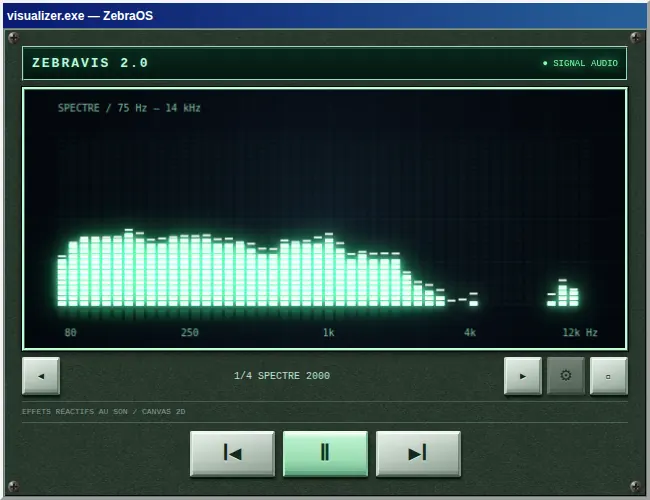 visualizer.exe — ZebraOS
ZEBRAVIS 2.0
● SIGNAL AUDIO
SPECTRE / 75 Hz — 14 kHz
80 250 1k 4k 12k Hz
1/4 SPECTRE 2000
EFFETS RÉACTIFS AU SON / CANVAS 2D